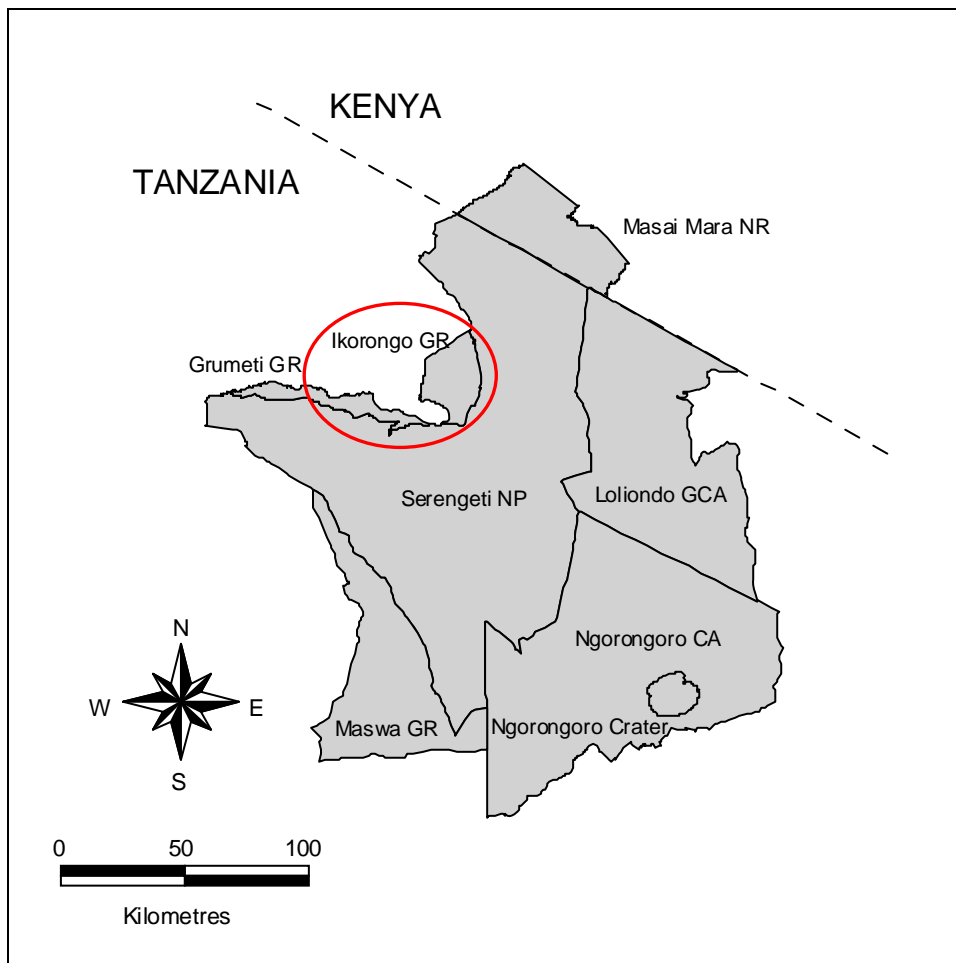 KENYA
TANZANIA
Masai Mara NR
Ikorongo GR
Grumeti GR
Serengeti NP
Loliondo GCA
N
Ngorongoro CA
W
E
Maswa GR
Ngorongoro Crater
S
0 50 100
Kilometres